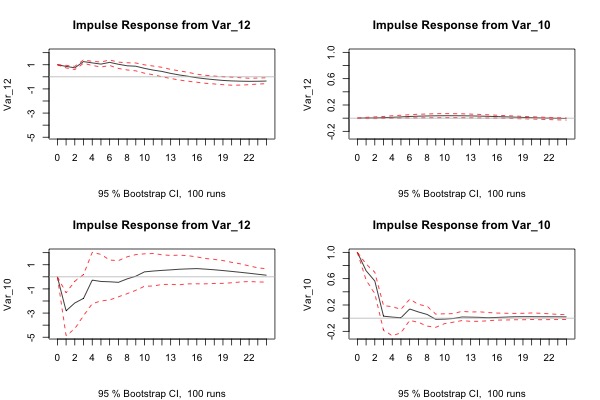 Impulse Response from Var_12
Var_12
1
-1
-3
-5
0 2 4 6 8 10 13 16 19 22
95 % Bootstrap CI, 100 runs
Impulse Response from Var_10
Var_12
1.0
0.6
0.2
-0.2
0 2 4 6 8 10 13 16 19 22
95 % Bootstrap CI, 100 runs
Impulse Response from Var_12
Var_10
1
-1
-3
-5
0 2 4 6 8 10 13 16 19 22
95 % Bootstrap CI, 100 runs
Impulse Response from Var_10
Var_10
1.0
0.6
0.2
-0.2
0 2 4 6 8 10 13 16 19 22
95 % Bootstrap CI, 100 runs